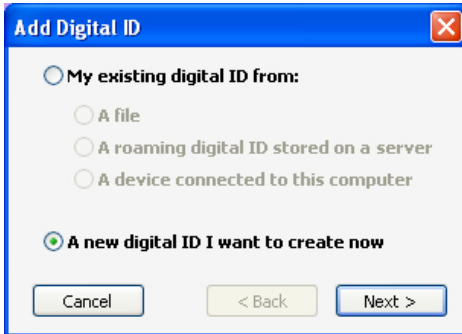 Add Digital ID
My existing digital ID from:
A file
A roaming digital ID stored on a server
A device connected to this computer
A new digital ID I want to create now
Cancel < Back Next >